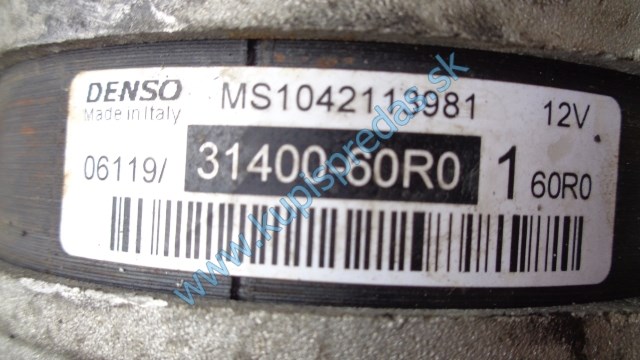 DENSO MS1042113981 12V
Made in Italy
06119/ 31400-60R0 1 60R0
www.kupispredaj.sk